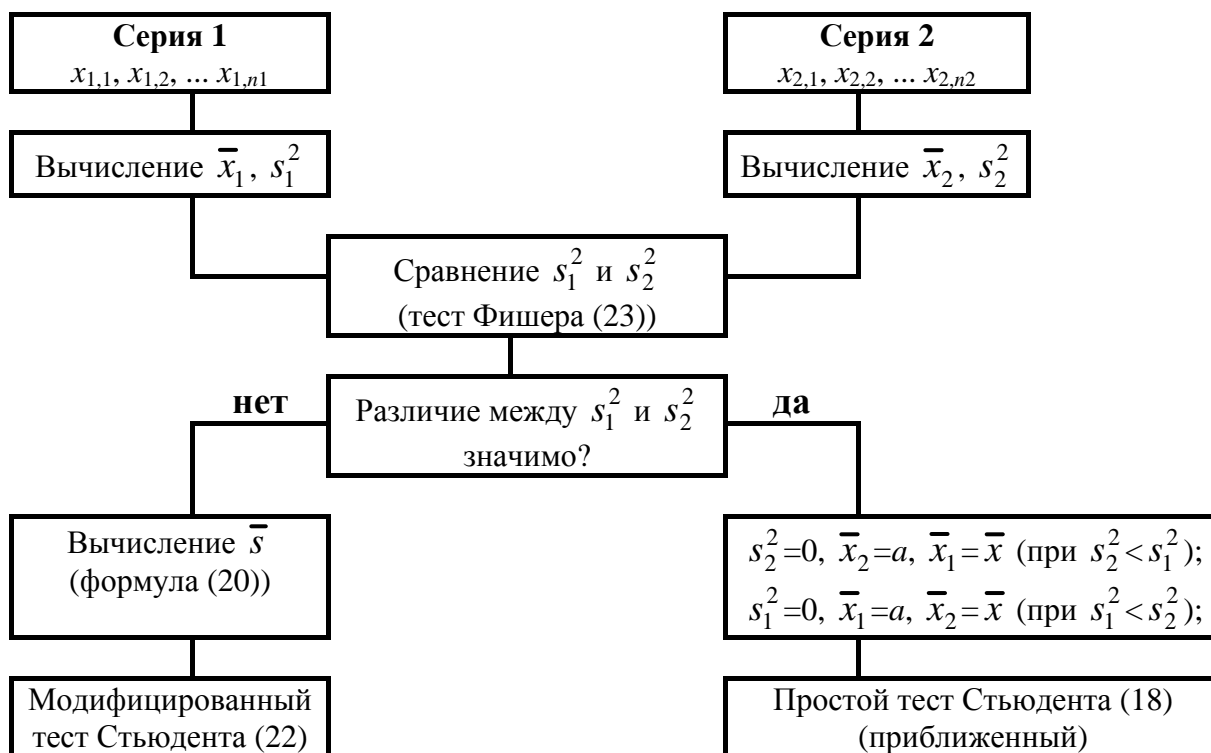 Серия 1
x₁,₁, x₁,₂, ... x₁,ₙ₁
Серия 2
x₂,₁, x₂,₂, ... x₂,ₙ₂
Вычисление x̄₁, s₁²
Вычисление x̄₂, s₂²
Сравнение s₁² и s₂²
(тест Фишера (23))
нет
Различие между s₁² и s₂²
значимо?
да
Вычисление s̄
(формула (20))
s₂²=0, x̄₂=a, x̄₁=x̄ (при s₂²<s₁²);
s₁²=0, x̄₁=a, x̄₂=x̄ (при s₁²<s₂²);
Модифицированный
тест Стьюдента (22)
Простой тест Стьюдента (18)
(приближенный)